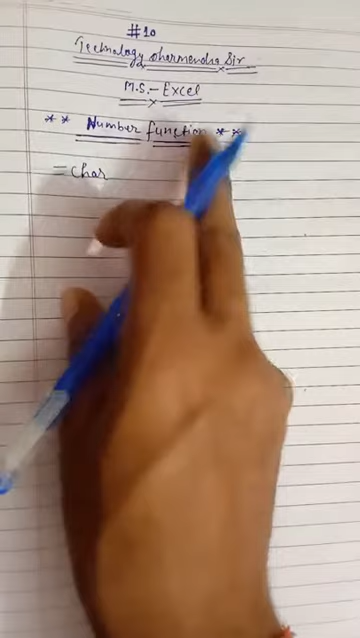 #10
Technology Dharmendra Sir
M.S.- Excel
** Number function **
= Char